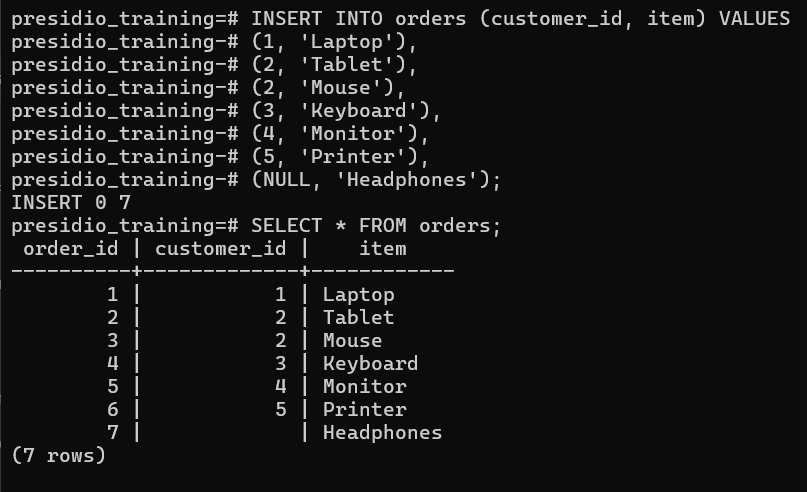 presidio_training=# INSERT INTO orders (customer_id, item) VALUES
presidio_training-# (1, 'Laptop'),
presidio_training-# (2, 'Tablet'),
presidio_training-# (2, 'Mouse'),
presidio_training-# (3, 'Keyboard'),
presidio_training-# (4, 'Monitor'),
presidio_training-# (5, 'Printer'),
presidio_training-# (NULL, 'Headphones');
INSERT 0 7
presidio_training=# SELECT * FROM orders;
 order_id | customer_id |    item
----------+-------------+------------
        1 |           1 | Laptop
        2 |           2 | Tablet
        3 |           2 | Mouse
        4 |           3 | Keyboard
        5 |           4 | Monitor
        6 |           5 | Printer
        7 |             | Headphones
(7 rows)